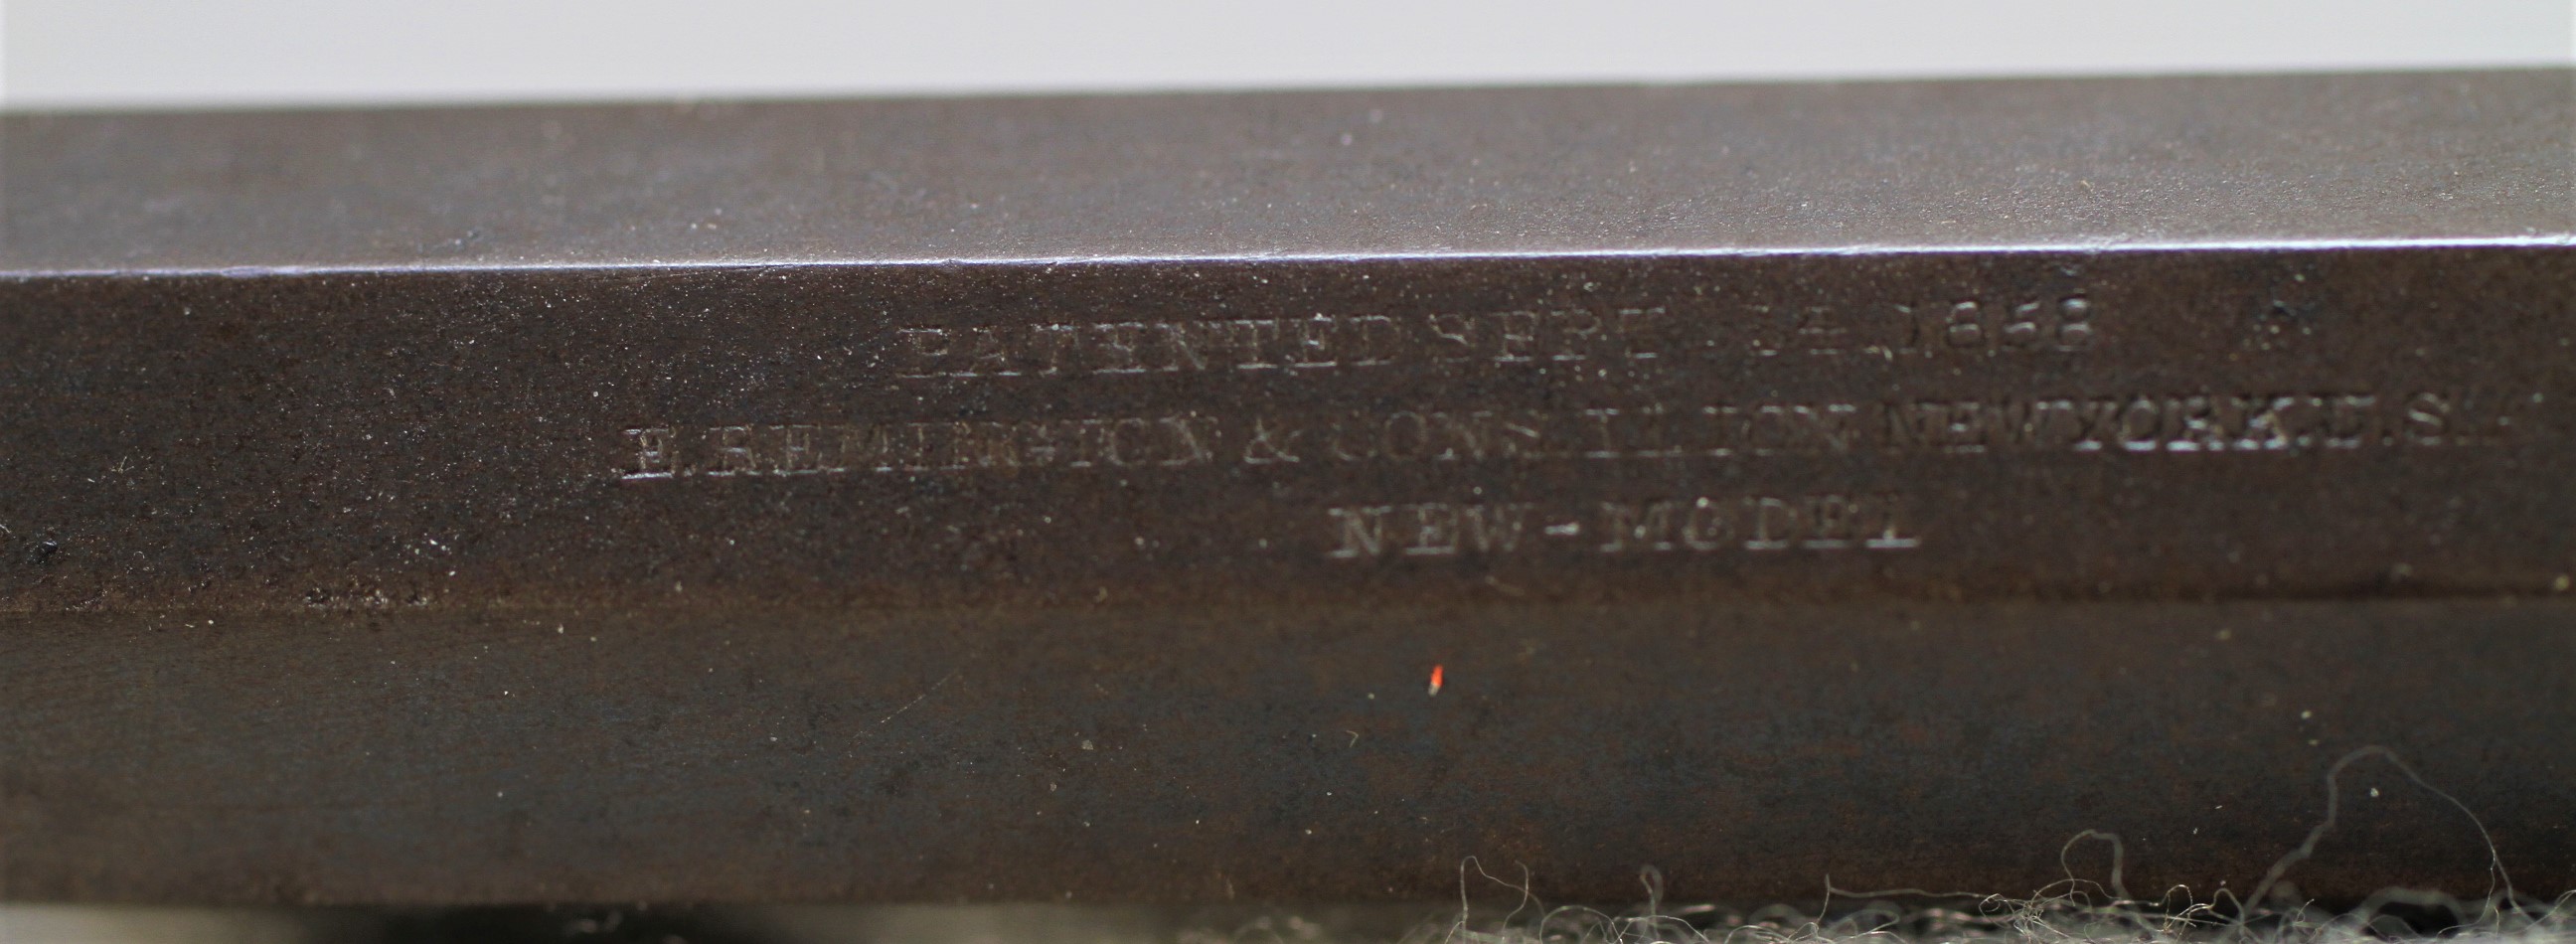 PATENTED SEPT. 14, 1858
E. REMINGTON & SONS, ILION, NEW YORK, U.S.
NEW-MODEL